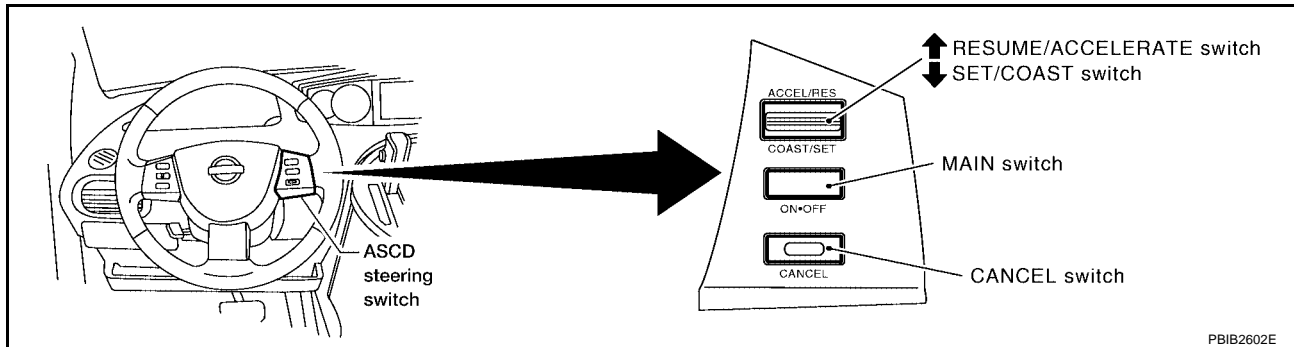 ASCD
steering
switch
RESUME/ACCELERATE switch
SET/COAST switch
ACCEL/RES
COAST/SET
MAIN switch
ON•OFF
CANCEL switch
CANCEL
PBIB2602E